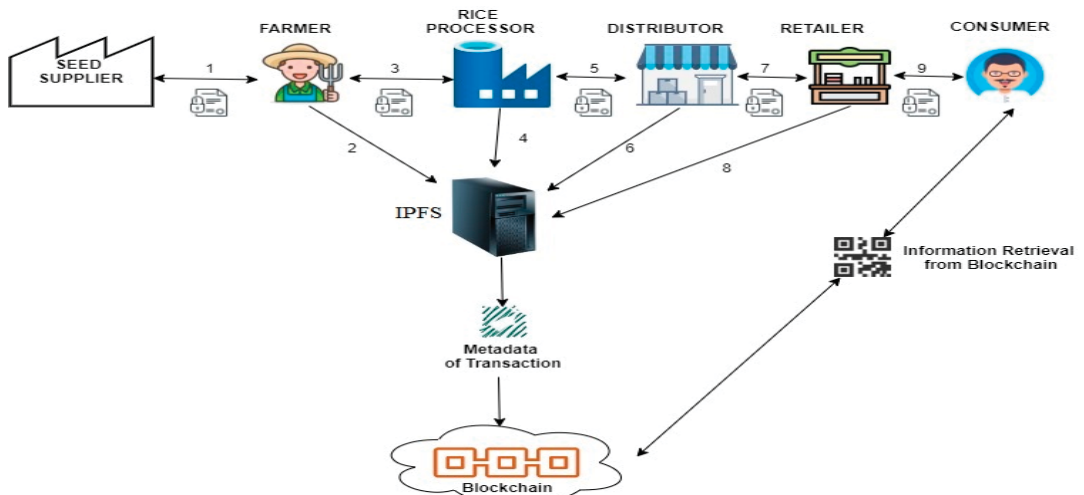 SEED
SUPPLIER
FARMER
RICE
PROCESSOR
DISTRIBUTOR
RETAILER
CONSUMER
1
3
5
7
9
2
4
6
8
IPFS
Information Retrieval
from Blockchain
Metadata
of Transaction
Blockchain